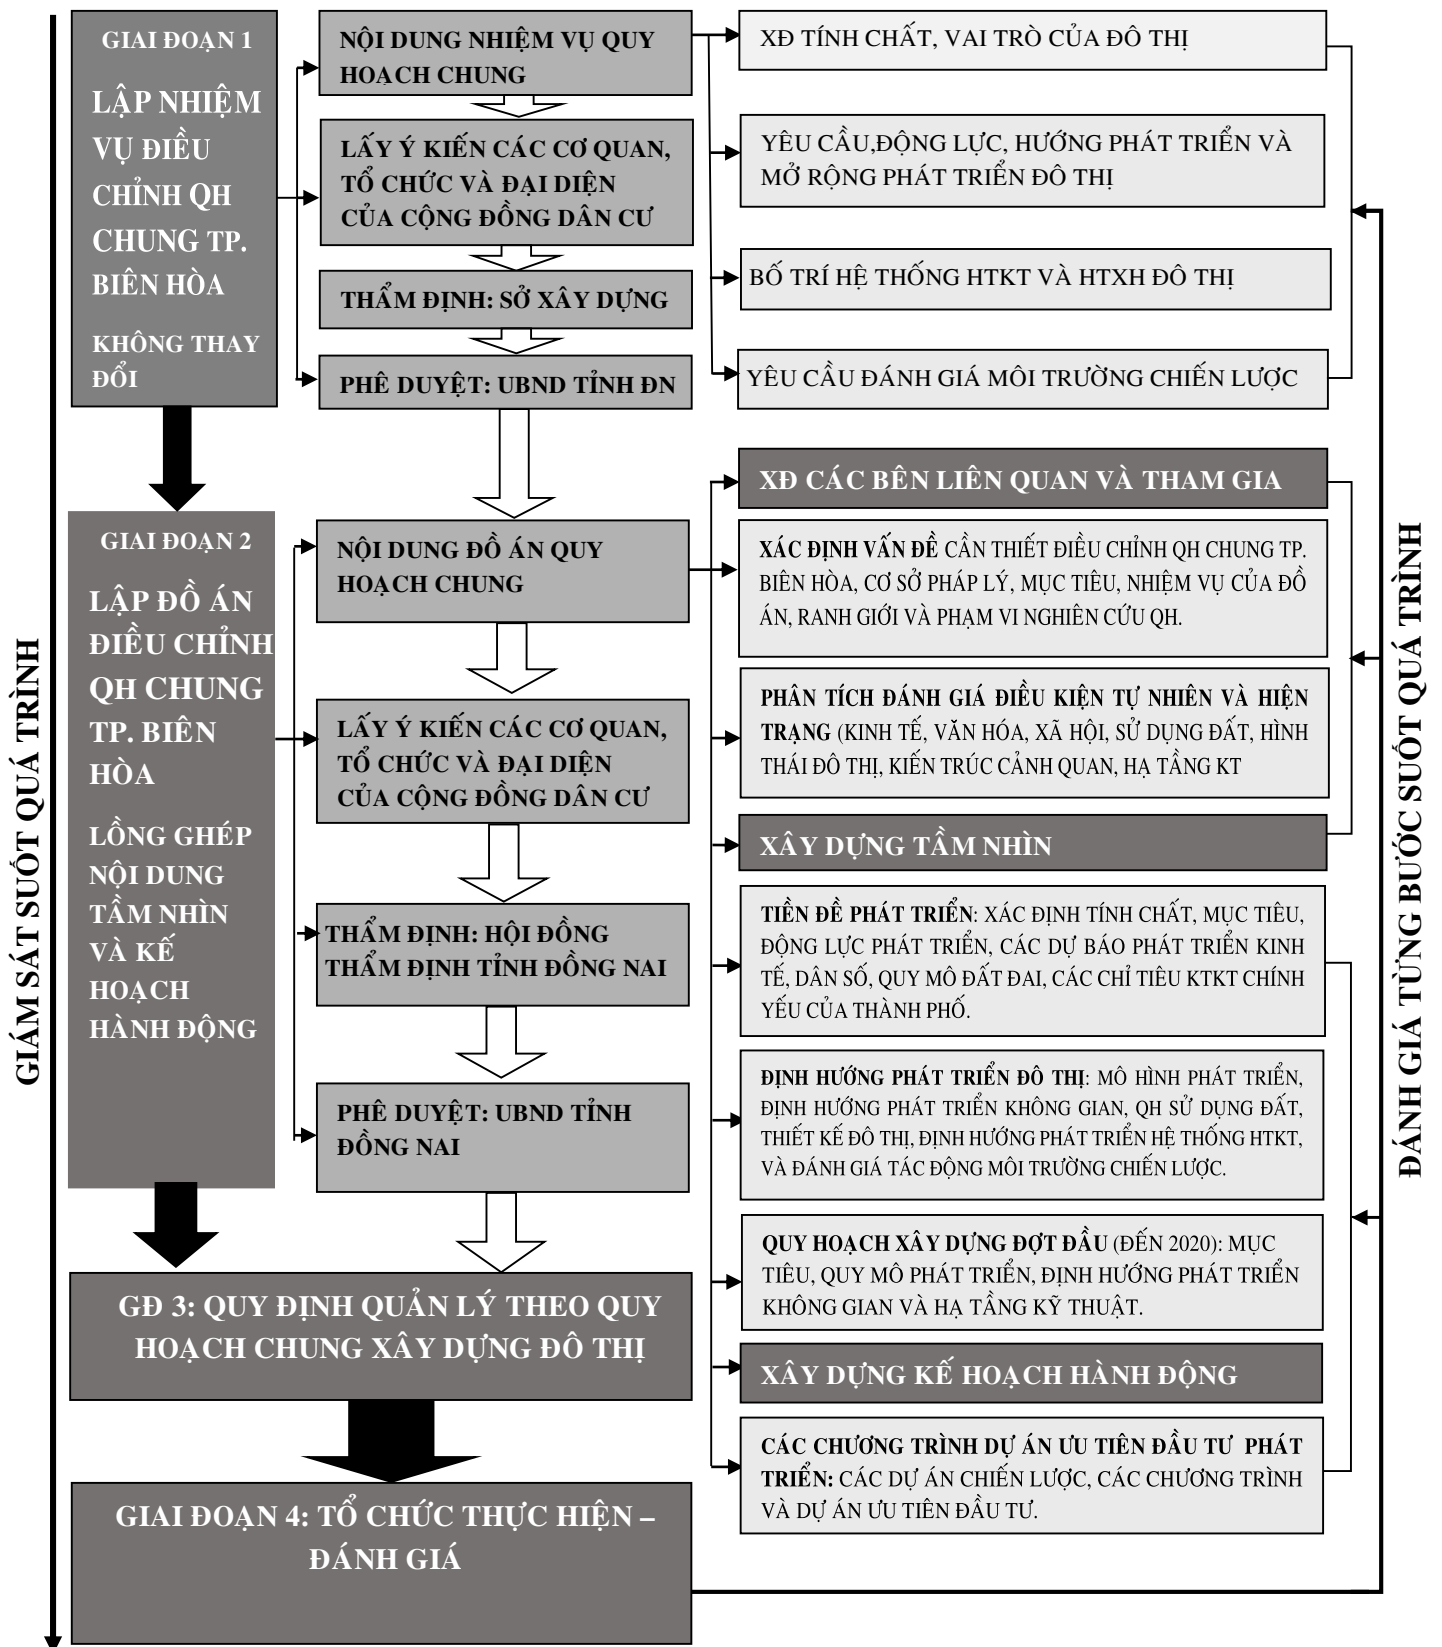 GIAI ĐOẠN 1
LẬP NHIỆM
VỤ ĐIỀU
CHỈNH QH
CHUNG TP.
BIÊN HÒA
KHÔNG THAY
ĐỔI
NỘI DUNG NHIỆM VỤ QUY
HOẠCH CHUNG
LẤY Ý KIẾN CÁC CƠ QUAN,
TỔ CHỨC VÀ ĐẠI DIỆN
CỦA CỘNG ĐỒNG DÂN CƯ
THẨM ĐỊNH: SỞ XÂY DỰNG
PHÊ DUYỆT: UBND TỈNH ĐN
XĐ TÍNH CHẤT, VAI TRÒ CỦA ĐÔ THỊ
YÊU CẦU,ĐỘNG LỰC, HƯỚNG PHÁT TRIỂN VÀ
MỞ RỘNG PHÁT TRIỂN ĐÔ THỊ
BỐ TRÍ HỆ THỐNG HTKT VÀ HTXH ĐÔ THỊ
YÊU CẦU ĐÁNH GIÁ MÔI TRƯỜNG CHIẾN LƯỢC
GIAI ĐOẠN 2
LẬP ĐỒ ÁN
ĐIỀU CHỈNH
QH CHUNG
TP. BIÊN
HÒA
LỒNG GHÉP
NỘI DUNG
TẦM NHÌN
VÀ KẾ
HOẠCH
HÀNH ĐỘNG
NỘI DUNG ĐỒ ÁN QUY
HOẠCH CHUNG
LẤY Ý KIẾN CÁC CƠ QUAN,
TỔ CHỨC VÀ ĐẠI DIỆN
CỦA CỘNG ĐỒNG DÂN CƯ
THẨM ĐỊNH: HỘI ĐỒNG
THẨM ĐỊNH TỈNH ĐỒNG NAI
PHÊ DUYỆT: UBND TỈNH
ĐỒNG NAI
XĐ CÁC BÊN LIÊN QUAN VÀ THAM GIA
XÁC ĐỊNH VẤN ĐỀ CẦN THIẾT ĐIỀU CHỈNH QH CHUNG TP.
BIÊN HÒA, CƠ SỞ PHÁP LÝ, MỤC TIÊU, NHIỆM VỤ CỦA ĐỒ
ÁN, RANH GIỚI VÀ PHẠM VI NGHIÊN CỨU QH.
PHÂN TÍCH ĐÁNH GIÁ ĐIỀU KIỆN TỰ NHIÊN VÀ HIỆN
TRẠNG (KINH TẾ, VĂN HÓA, XÃ HỘI, SỬ DỤNG ĐẤT, HÌNH
THÁI ĐÔ THỊ, KIẾN TRÚC CẢNH QUAN, HẠ TẦNG KT
XÂY DỰNG TẦM NHÌN
TIỀN ĐỀ PHÁT TRIỂN: XÁC ĐỊNH TÍNH CHẤT, MỤC TIÊU,
ĐỘNG LỰC PHÁT TRIỂN, CÁC DỰ BÁO PHÁT TRIỂN KINH
TẾ, DÂN SỐ, QUY MÔ ĐẤT ĐAI, CÁC CHỈ TIÊU KTKT CHÍNH
YẾU CỦA THÀNH PHỐ.
ĐỊNH HƯỚNG PHÁT TRIỂN ĐÔ THỊ: MÔ HÌNH PHÁT TRIỂN,
ĐỊNH HƯỚNG PHÁT TRIỂN KHÔNG GIAN, QH SỬ DỤNG ĐẤT,
THIẾT KẾ ĐÔ THỊ, ĐỊNH HƯỚNG PHÁT TRIỂN HỆ THỐNG HTKT,
VÀ ĐÁNH GIÁ TÁC ĐỘNG MÔI TRƯỜNG CHIẾN LƯỢC.
QUY HOẠCH XÂY DỰNG ĐỢT ĐẦU (ĐẾN 2020): MỤC
TIÊU, QUY MÔ PHÁT TRIỂN, ĐỊNH HƯỚNG PHÁT TRIỂN
KHÔNG GIAN VÀ HẠ TẦNG KỸ THUẬT.
XÂY DỰNG KẾ HOẠCH HÀNH ĐỘNG
CÁC CHƯƠNG TRÌNH DỰ ÁN ƯU TIÊN ĐẦU TƯ PHÁT
TRIỂN: CÁC DỰ ÁN CHIẾN LƯỢC, CÁC CHƯƠNG TRÌNH
VÀ DỰ ÁN ƯU TIÊN ĐẦU TƯ.
GĐ 3: QUY ĐỊNH QUẢN LÝ THEO QUY
HOẠCH CHUNG XÂY DỰNG ĐÔ THỊ
GIAI ĐOẠN 4: TỔ CHỨC THỰC HIỆN –
ĐÁNH GIÁ
GIÁM SÁT SUỐT QUÁ TRÌNH
ĐÁNH GIÁ TỪNG BƯỚC SUỐT QUÁ TRÌNH